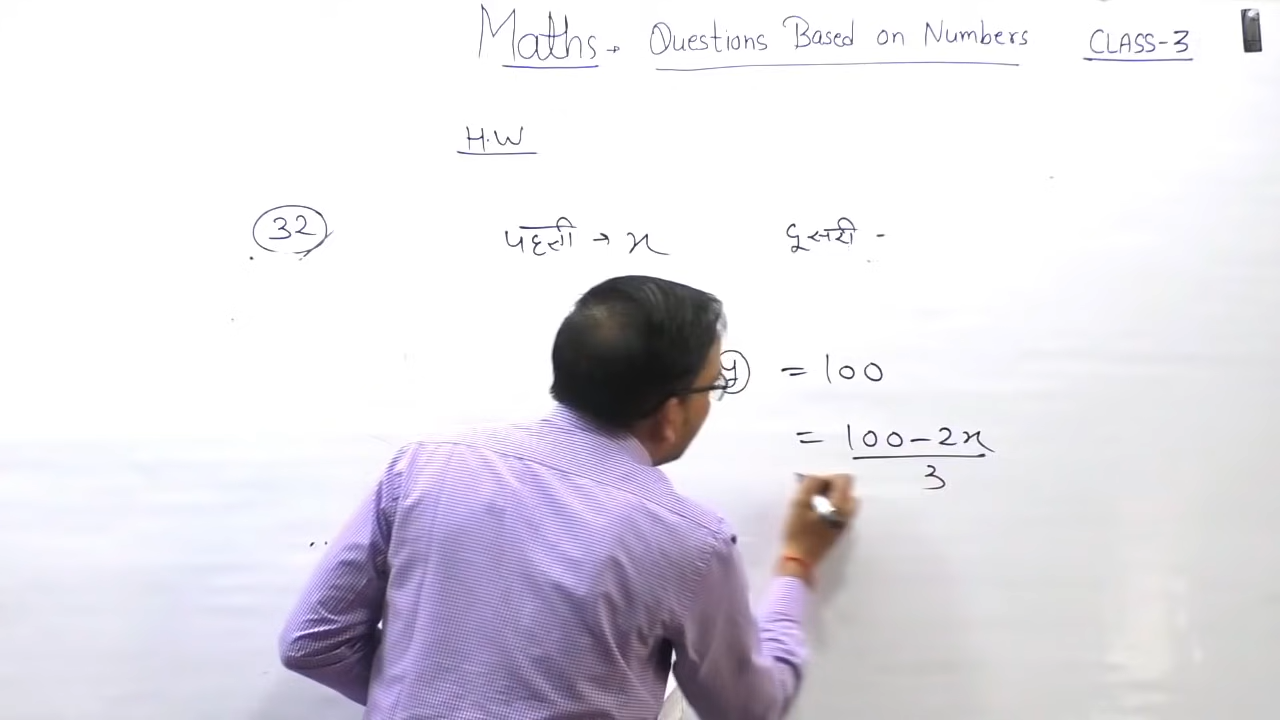 Maths. Questions Based on Numbers CLASS-3
H.W
32 पहली → x दूसरी -
y = 100
= 100-2x
3